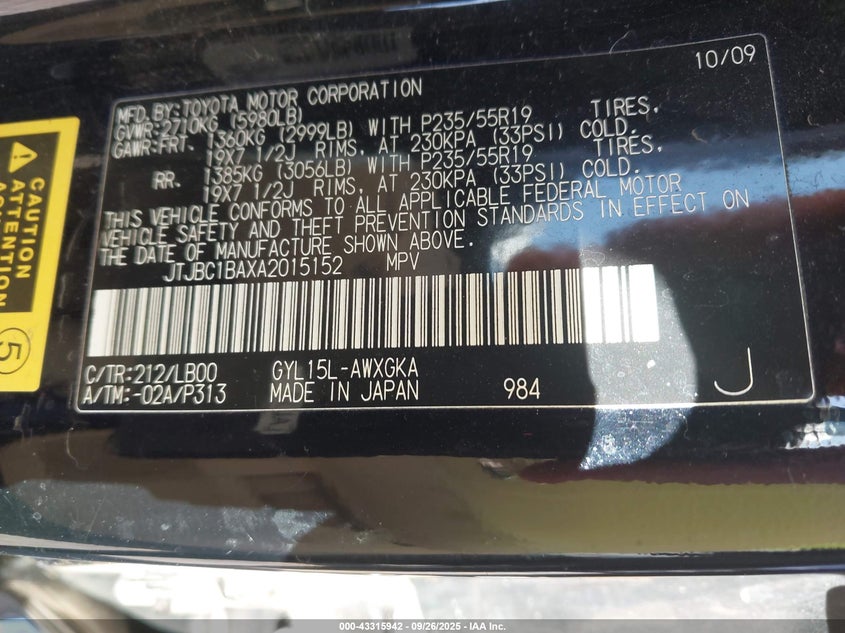 10/09
MFD. BY: TOYOTA MOTOR CORPORATION
GVWR: 2710KG (5980LB)
GAWR: FRT. 1360KG (2999LB) WITH P235/55R19 TIRES,
19X7 1/2J RIMS, AT 230KPA (33PSI) COLD.
RR. 1385KG (3056LB) WITH P235/55R19 TIRES,
19X7 1/2J RIMS, AT 230KPA (33PSI) COLD.
THIS VEHICLE CONFORMS TO ALL APPLICABLE FEDERAL MOTOR
VEHICLE SAFETY AND THEFT PREVENTION STANDARDS IN EFFECT ON
THE DATE OF MANUFACTURE SHOWN ABOVE.
JTJBC1BAXA2015152 MPV
C/TR: 212/LB00 GYL15L-AWXGKA
A/TM: -02A/P313 MADE IN JAPAN 984 J
CAUTION
ATTENTION
5
000-43315942 - 09/26/2025 - IAA Inc.